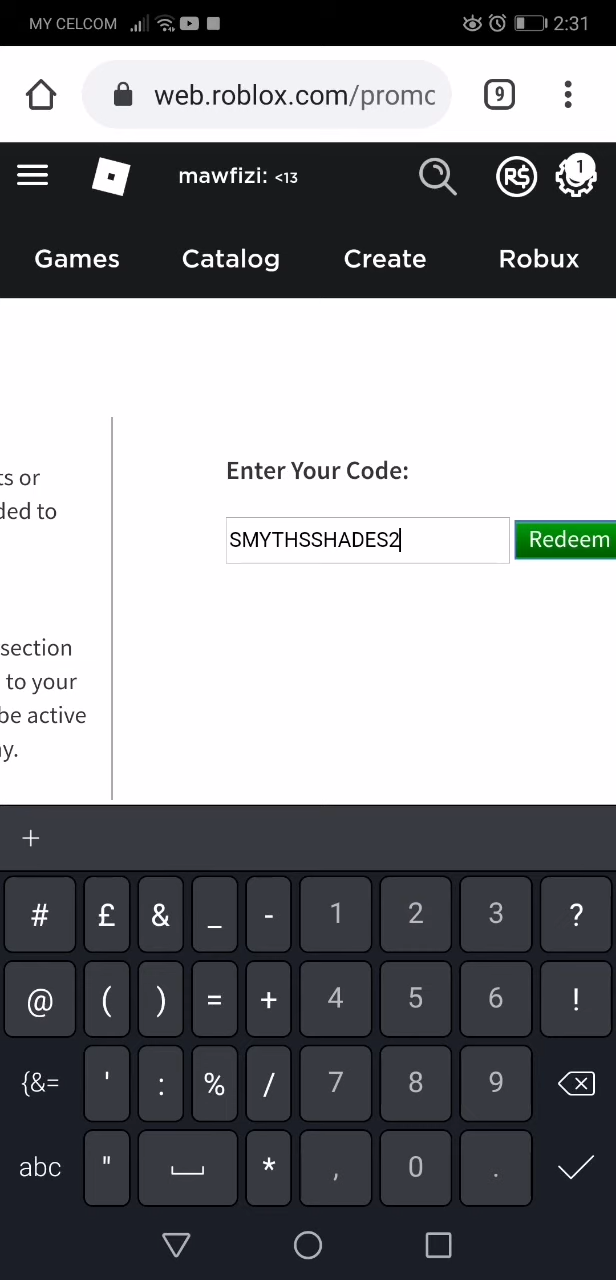 MY CELCOM 2:31
web.roblox.com/promc 9
mawfizi: <13 R$ 1
Games Catalog Create Robux
ts or
ded to
section
to your
be active
y.
Enter Your Code:
SMYTHSSHADES2 Redeem
+
# £ & _ - 1 2 3 ?
@ ( ) = + 4 5 6 !
{&= ' : % / 7 8 9
abc " * , 0 .